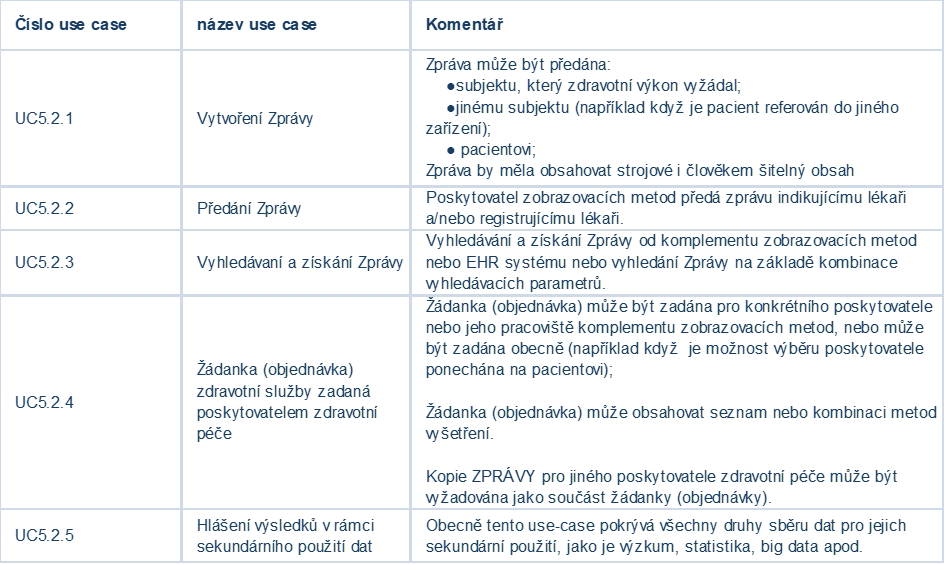 Číslo use case
název use case
Komentář
UC5.2.1
Vytvoření Zprávy
Zpráva může být předána:
●subjektu, který zdravotní výkon vyžádal;
●jinému subjektu (například když je pacient referován do jiného
zařízení);
● pacientovi;
Zpráva by měla obsahovat strojové i člověkem šitelný obsah
UC5.2.2
Předání Zprávy
Poskytovatel zobrazovacích metod předá zprávu indikujícímu lékaři
a/nebo registrujícímu lékaři.
UC5.2.3
Vyhledávaní a získání Zprávy
Vyhledávání a získání Zprávy od komplementu zobrazovacích metod
nebo EHR systému nebo vyhledání Zprávy na základě kombinace
vyhledávacích parametrů.
UC5.2.4
Žádanka (objednávka)
zdravotní služby zadaná
poskytovatelem zdravotní
péče
Žádanka (objednávka) může být zadána pro konkrétního poskytovatele
nebo jeho pracoviště komplementu zobrazovacích metod, nebo může
být zadána obecně (například když  je možnost výběru poskytovatele
ponechána na pacientovi);
Žádanka (objednávka) může obsahovat seznam nebo kombinaci metod
vyšetření.
Kopie ZPRÁVY pro jiného poskytovatele zdravotní péče může být
vyžadována jako součást žádanky (objednávky).
UC5.2.5
Hlášení výsledků v rámci
sekundárního použití dat
Obecně tento use-case pokrývá všechny druhy sběru dat pro jejich
sekundární použití, jako je výzkum, statistika, big data apod.